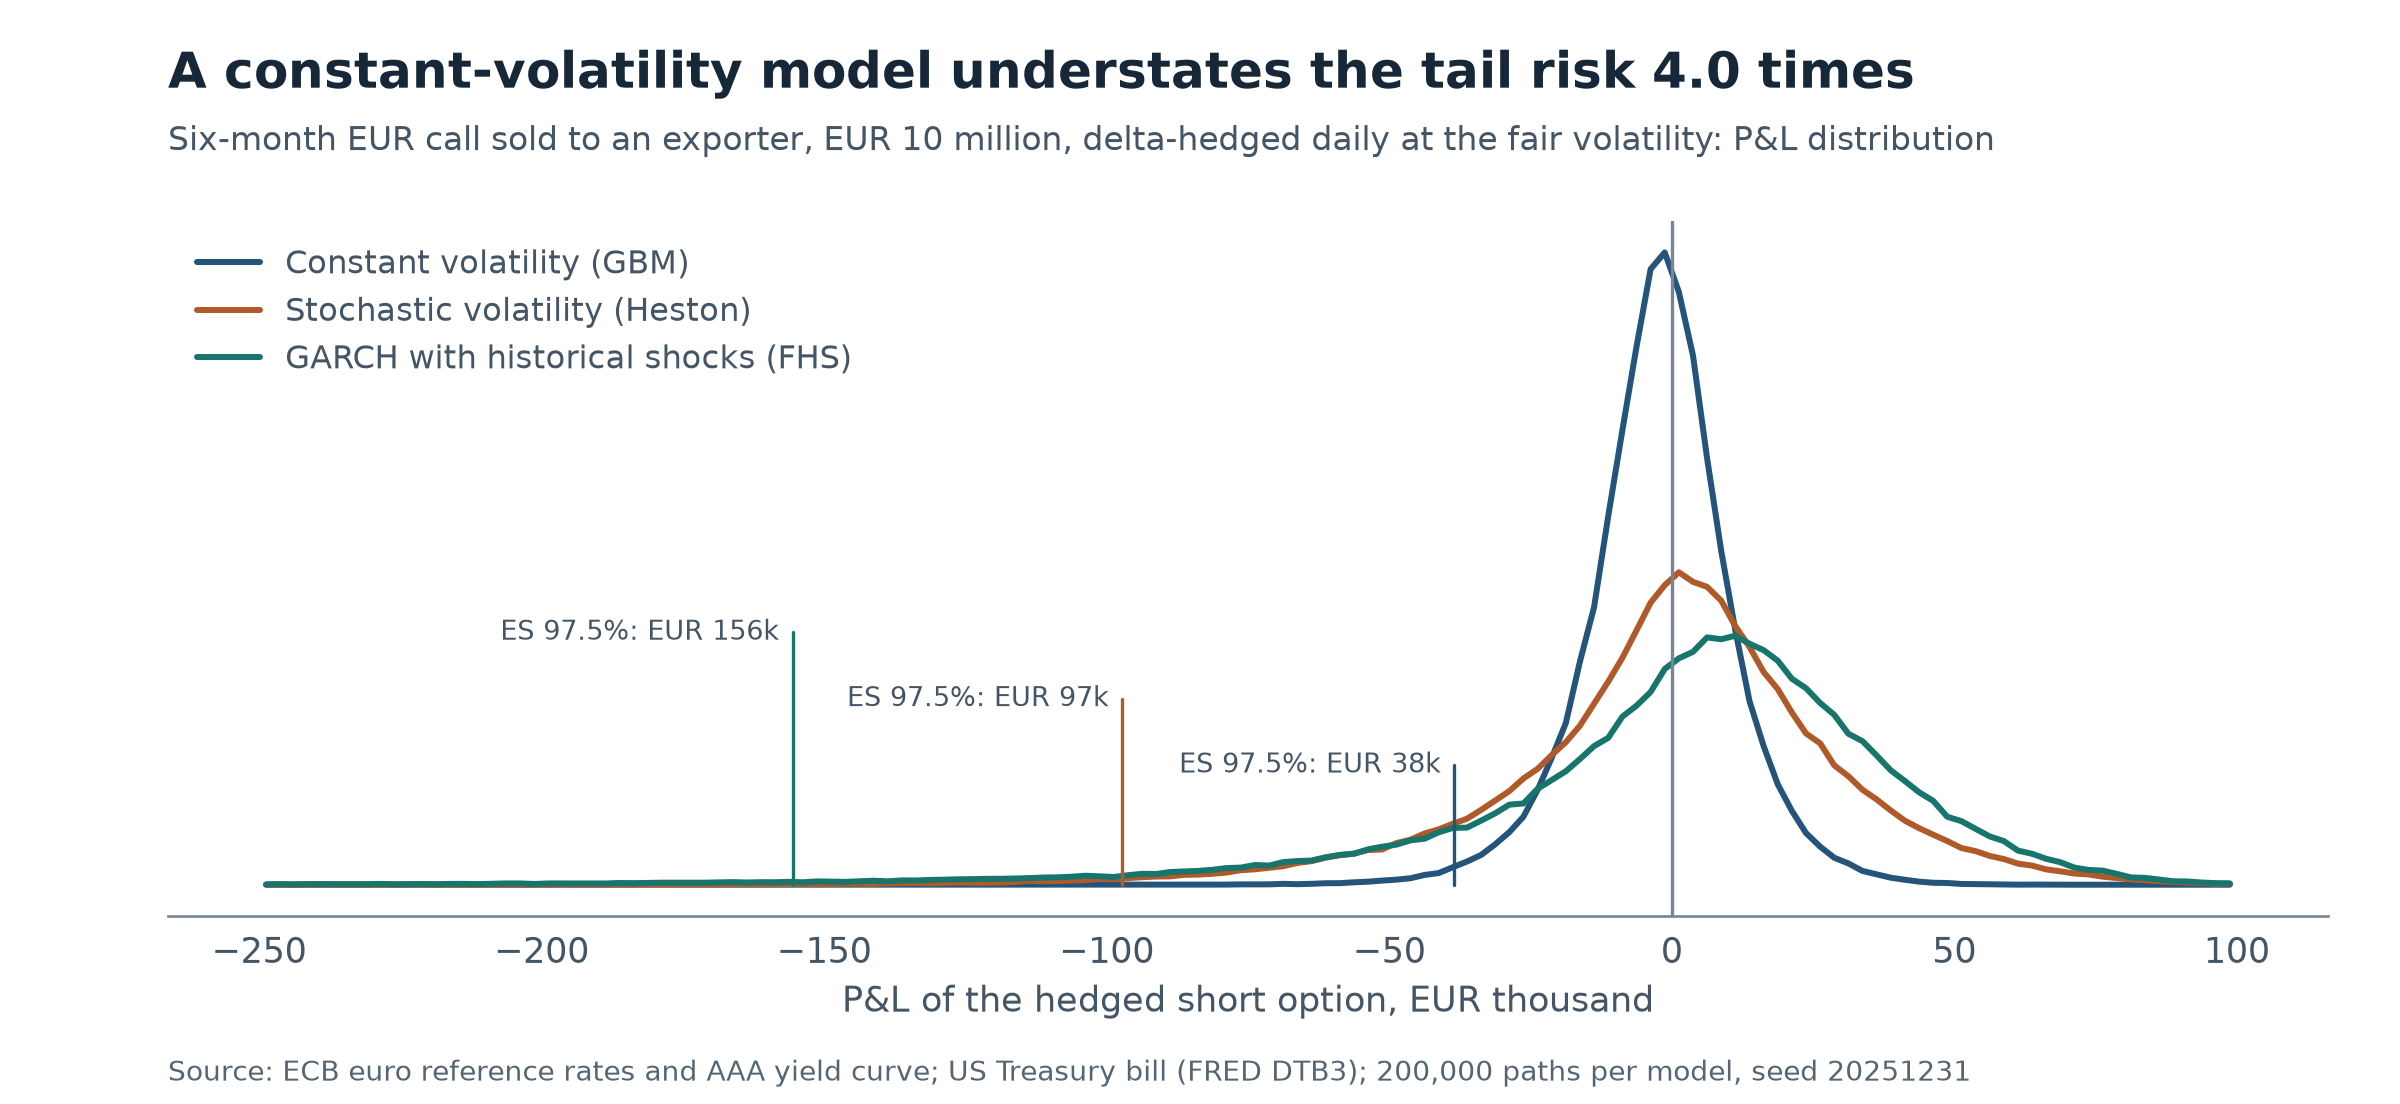 A constant-volatility model understates the tail risk 4.0 times
Six-month EUR call sold to an exporter, EUR 10 million, delta-hedged daily at the fair volatility: P&L distribution
Constant volatility (GBM)
Stochastic volatility (Heston)
GARCH with historical shocks (FHS)
ES 97.5%: EUR 156k
ES 97.5%: EUR 97k
ES 97.5%: EUR 38k
−250 −200 −150 −100 −50 0 50 100
P&L of the hedged short option, EUR thousand
Source: ECB euro reference rates and AAA yield curve; US Treasury bill (FRED DTB3); 200,000 paths per model, seed 20251231